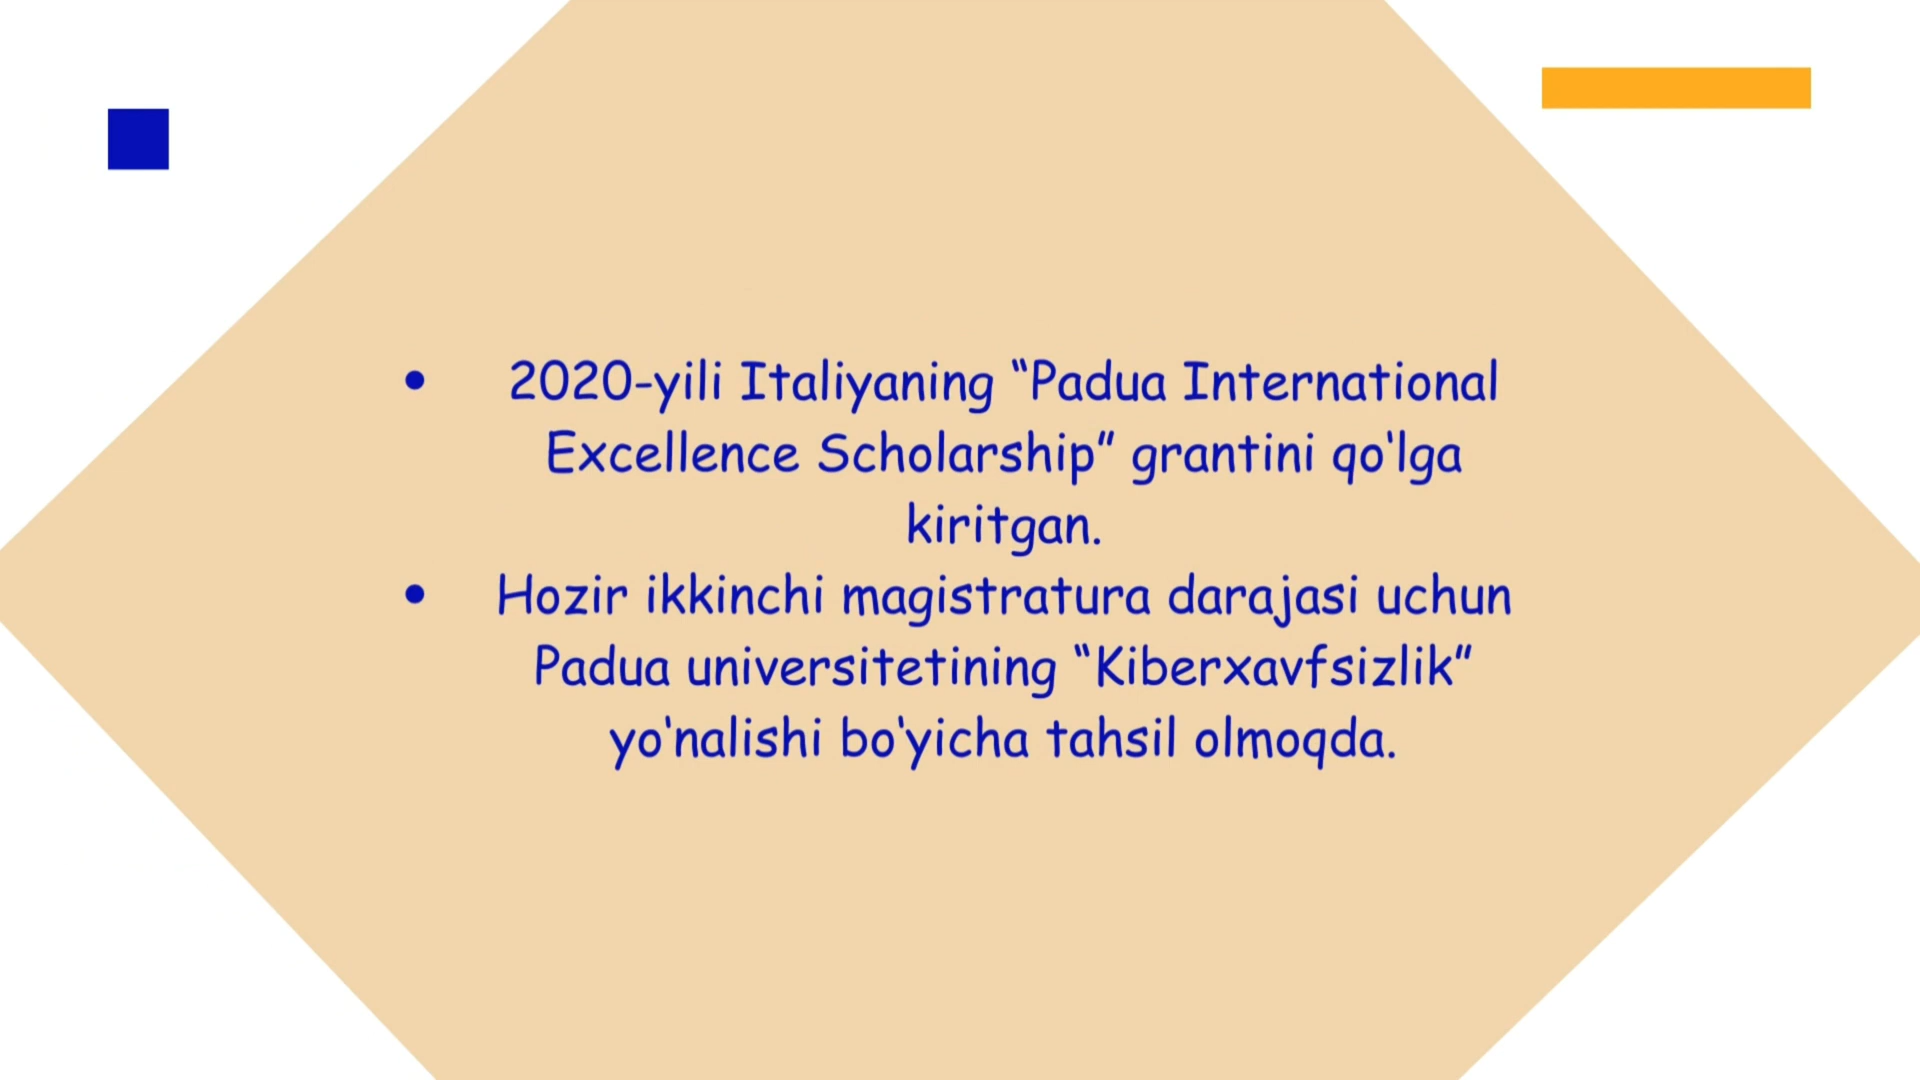 • 2020-yili Italiyaning “Padua International
Excellence Scholarship” grantini qo‘lga
kiritgan.
• Hozir ikkinchi magistratura darajasi uchun
Padua universitetining “Kiberxavfsizlik”
yo‘nalishi bo‘yicha tahsil olmoqda.